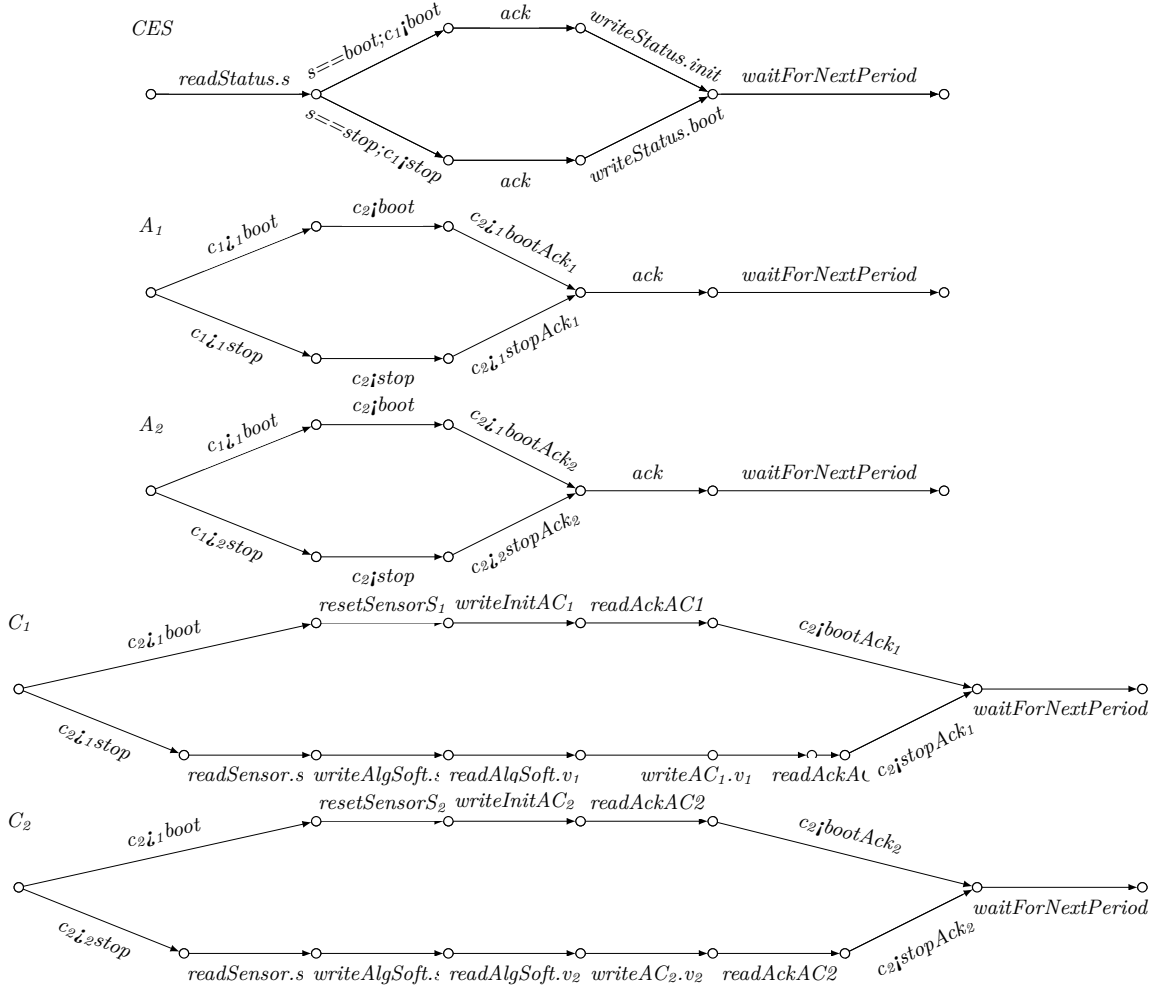 CES
readStatus.s
s==boot;c₁¡boot
ack
writeStatus.init
waitForNextPeriod
s==stop;c₁¡stop
ack
writeStatus.boot
A₁
c₁¿₁boot
c₂¡boot
c₂¿₁bootAck₁
ack
waitForNextPeriod
c₁¿₁stop
c₂¡stop
c₂¿₁stopAck₁
A₂
c₁¿₁boot
c₂¡boot
c₂¿₁bootAck₂
ack
waitForNextPeriod
c₁¿₂stop
c₂¡stop
c₂¿₂stopAck₂
C₁
c₂¿₁boot
resetSensorS₁
writeInitAC₁
readAckAC1
c₂¡bootAck₁
waitForNextPeriod
c₂¿₁stop
readSensor.s
writeAlgSoft.s
readAlgSoft.v₁
writeAC₁.v₁
readAckAC
c₂¡stopAck₁
C₂
c₂¿₁boot
resetSensorS₂
writeInitAC₂
readAckAC2
c₂¡bootAck₂
waitForNextPeriod
c₂¿₂stop
readSensor.s
writeAlgSoft.s
readAlgSoft.v₂
writeAC₂.v₂
readAckAC2
c₂¡stopAck₂